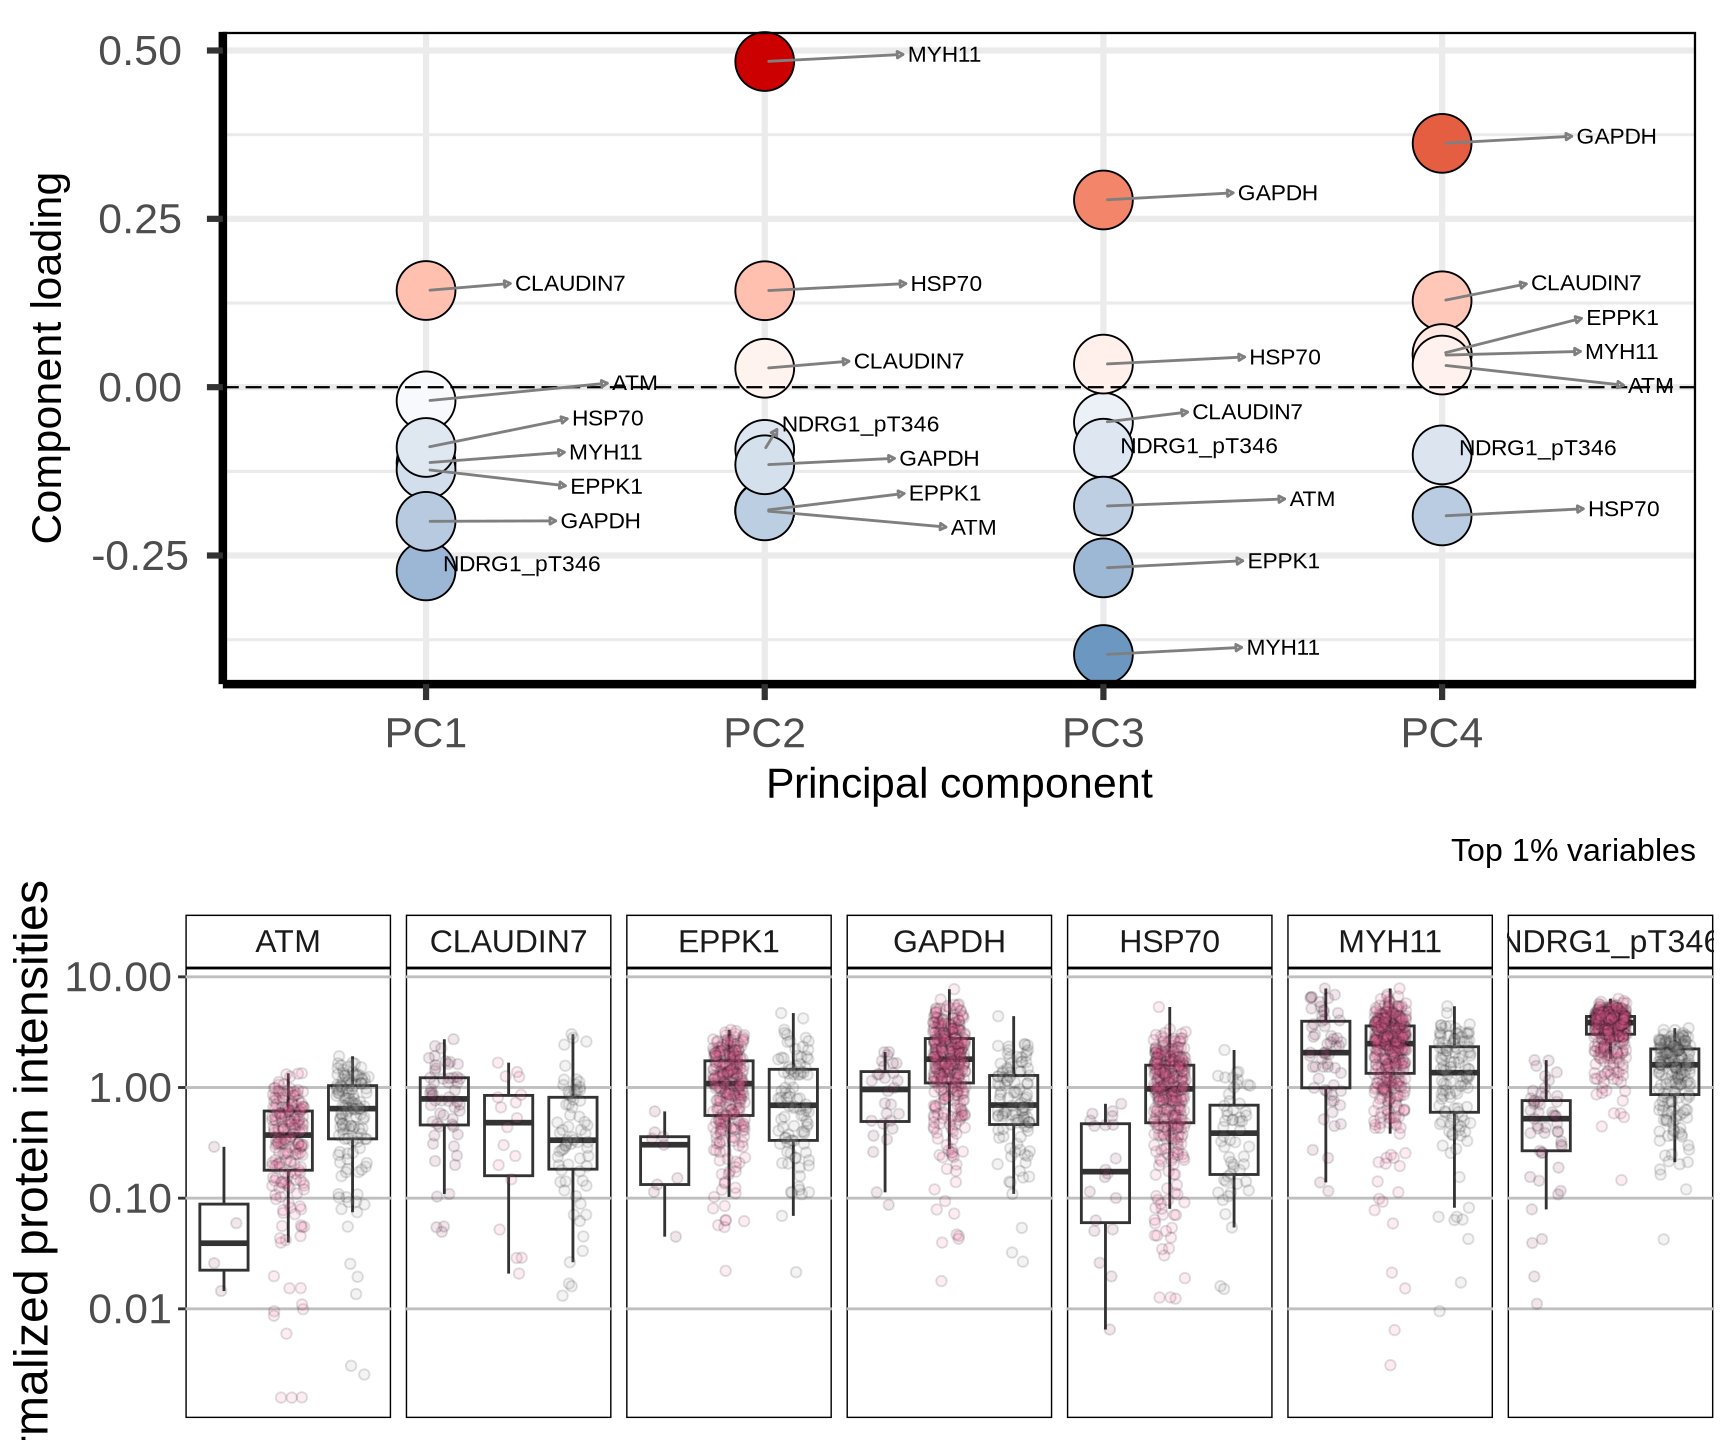 0.50
0.25
0.00
-0.25
Component loading
MYH11
GAPDH
GAPDH
CLAUDIN7
HSP70
CLAUDIN7
EPPK1
MYH11
ATM
CLAUDIN7
HSP70
ATM
HSP70
MYH11
EPPK1
GAPDH
NDRG1_pT346
NDRG1_pT346
GAPDH
EPPK1
ATM
CLAUDIN7
NDRG1_pT346
ATM
EPPK1
MYH11
NDRG1_pT346
HSP70
PC1 PC2 PC3 PC4
Principal component
Top 1% variables
ATM CLAUDIN7 EPPK1 GAPDH HSP70 MYH11 NDRG1_pT346
10.00
1.00
0.10
0.01
rmalized protein intensities